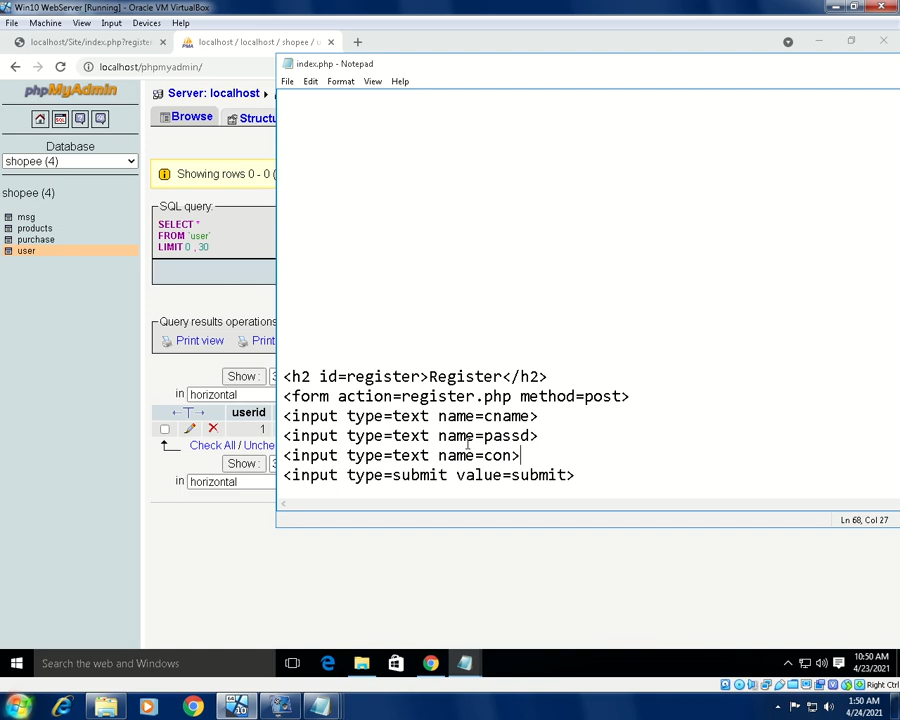 Win10 WebServer [Running] - Oracle VM VirtualBox
File Machine View Input Devices Help
localhost/Site/index.php?register
localhost / localhost / shopee / u
localhost/phpmyadmin/
index.php - Notepad
File Edit Format View Help
phpMyAdmin
Server: localhost
Browse
Structu
Database
shopee (4)
shopee (4)
msg
products
purchase
user
Showing rows 0 - 0 (
SQL query:
SELECT *
FROM `user`
LIMIT 0 , 30
Query results operations
Print view
Print
Show :
3
in
horizontal
userid
1
Check All / Unche
Show :
3
in
horizontal
<h2 id=register>Register</h2>
<form action=register.php method=post>
<input type=text name=cname>
<input type=text name=passd>
<input type=text name=con>
<input type=submit value=submit>
Ln 68, Col 27
Search the web and Windows
10:50 AM
4/23/2021
Right Ctrl
1:50 AM
4/24/2021